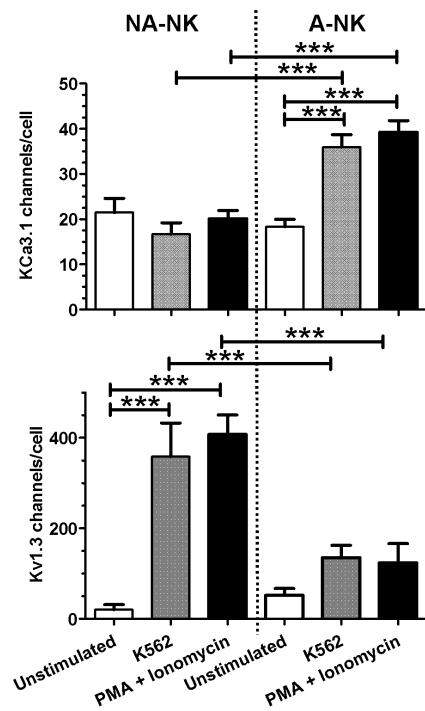 NA-NK A-NK
***
***
***
***
KCa3.1 channels/cell
50
40
30
20
10
0
***
***
***
***
Kv1.3 channels/cell
400
200
0
Unstimulated
K562
PMA + Ionomycin
Unstimulated
K562
PMA + Ionomycin